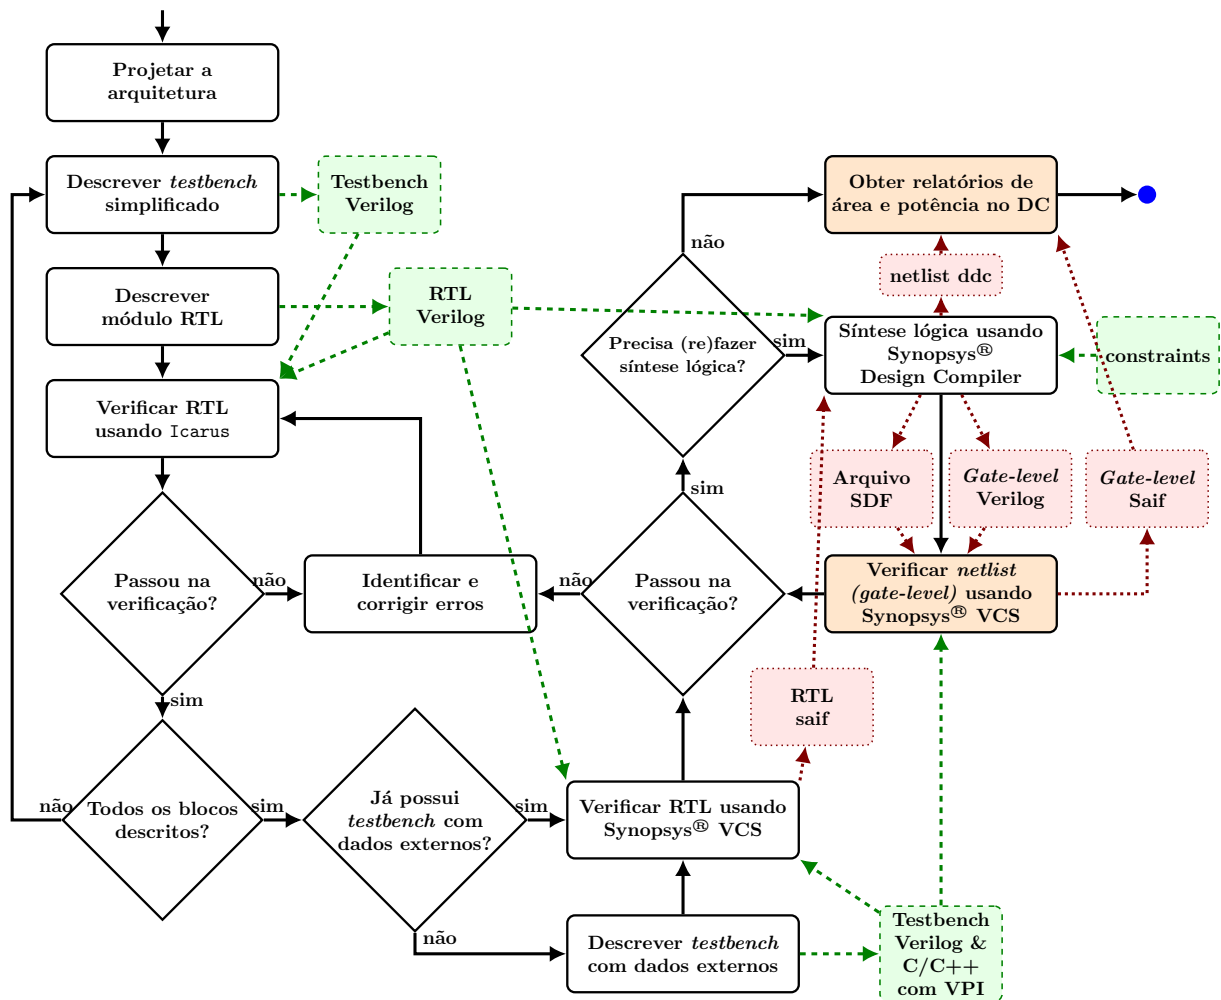 Projetar a
arquitetura
Descrever testbench
simplificado
Testbench
Verilog
Obter relatórios de
área e potência no DC
não
netlist ddc
Descrever
módulo RTL
RTL
Verilog
Precisa (re)fazer
síntese lógica?
sim
Síntese lógica usando
Synopsys®
Design Compiler
constraints
Verificar RTL
usando Icarus
sim
Arquivo
SDF
Gate-level
Verilog
Gate-level
Saif
Passou na
verificação?
não
Identificar e
corrigir erros
não
Passou na
verificação?
Verificar netlist
(gate-level) usando
Synopsys® VCS
sim
RTL
saif
não
Todos os blocos
descritos?
sim
Já possui
testbench com
dados externos?
sim
Verificar RTL usando
Synopsys® VCS
não
Descrever testbench
com dados externos
Testbench
Verilog &
C/C++
com VPI